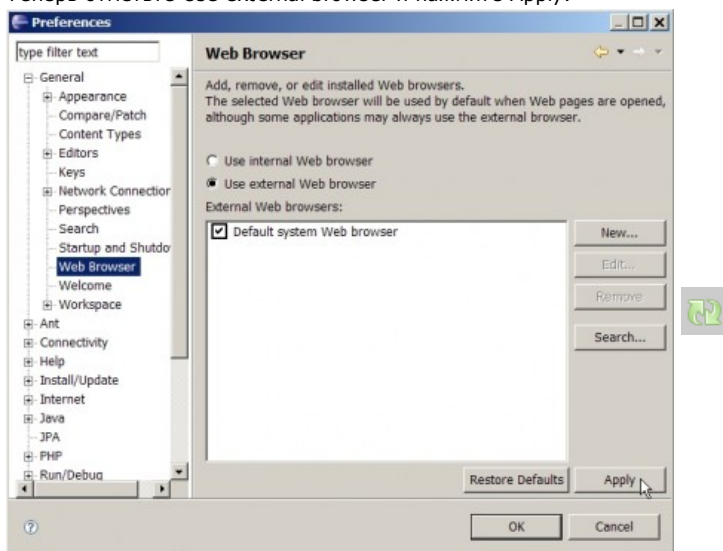 Preferences
type filter text
Web Browser
General
Appearance
Compare/Patch
Content Types
Editors
Keys
Network Connection
Perspectives
Search
Startup and Shutdo
Web Browser
Welcome
Workspace
Ant
Connectivity
Help
Install/Update
Internet
Java
JPA
PHP
Run/Debug
Add, remove, or edit installed Web browsers.
The selected Web browser will be used by default when Web pages are opened,
although some applications may always use the external browser.
Use internal Web browser
Use external Web browser
External Web browsers:
Default system Web browser
New...
Edit...
Remove
Search...
Restore Defaults
Apply
OK
Cancel